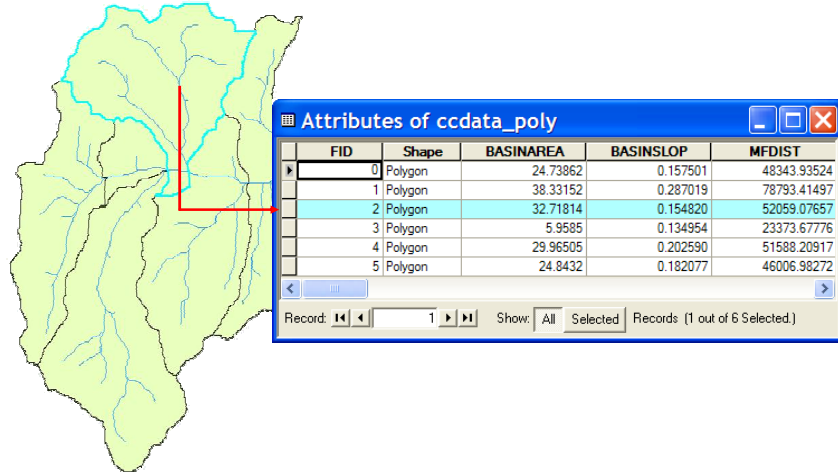 Attributes of ccdata_poly
FID Shape BASINAREA BASINSLOP MFDIST
0 Polygon 24.73862 0.157501 48343.93524
1 Polygon 38.33152 0.287019 78793.41497
2 Polygon 32.71814 0.154820 52059.07657
3 Polygon 5.9585 0.134954 23373.67776
4 Polygon 29.96505 0.202590 51588.20917
5 Polygon 24.8432 0.182077 46006.98272
Record: 1 Show: All Selected Records (1 out of 6 Selected.)